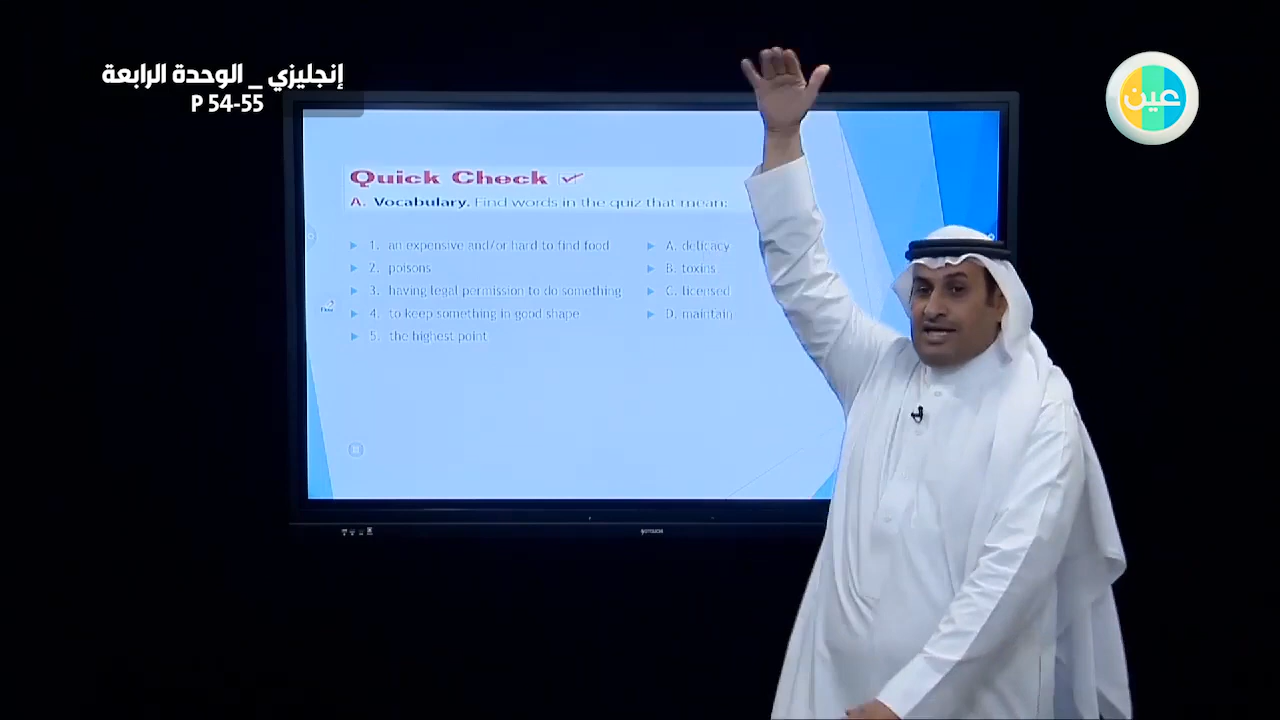 إنجليزي _ الوحدة الرابعة
P 54-55
عين
Quick Check ✓
A. Vocabulary. Find words in the quiz that mean:
1. an expensive and/or hard to find food
A. delicacy
2. poisons
B. toxins
3. having legal permission to do something
C. licensed
4. to keep something in good shape
D. maintain
5. the highest point